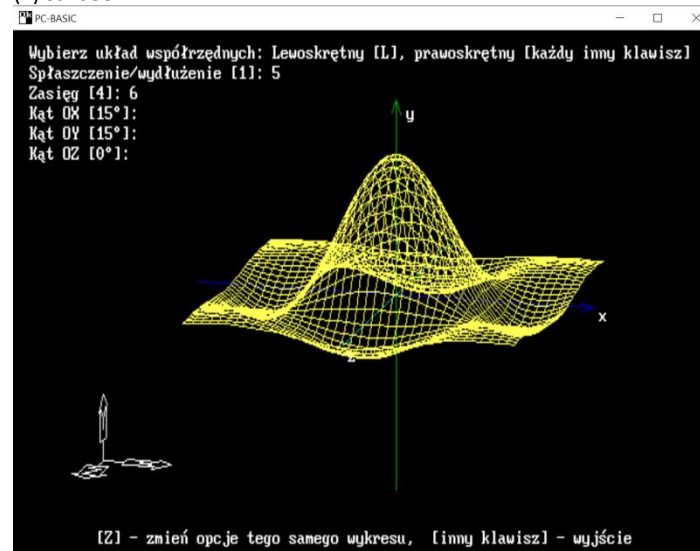 PC-BASIC
Wybierz układ współrzędnych: Lewoskrętny [L], prawoskrętny [każdy inny klawisz]
Spłaszczenie/wydłużenie [1]: 5
Zasięg [4]: 6
Kąt OX [15°]:
Kąt OY [15°]:
Kąt OZ [0°]:
y
x
z
[Z] - zmień opcje tego samego wykresu, [inny klawisz] - wyjście